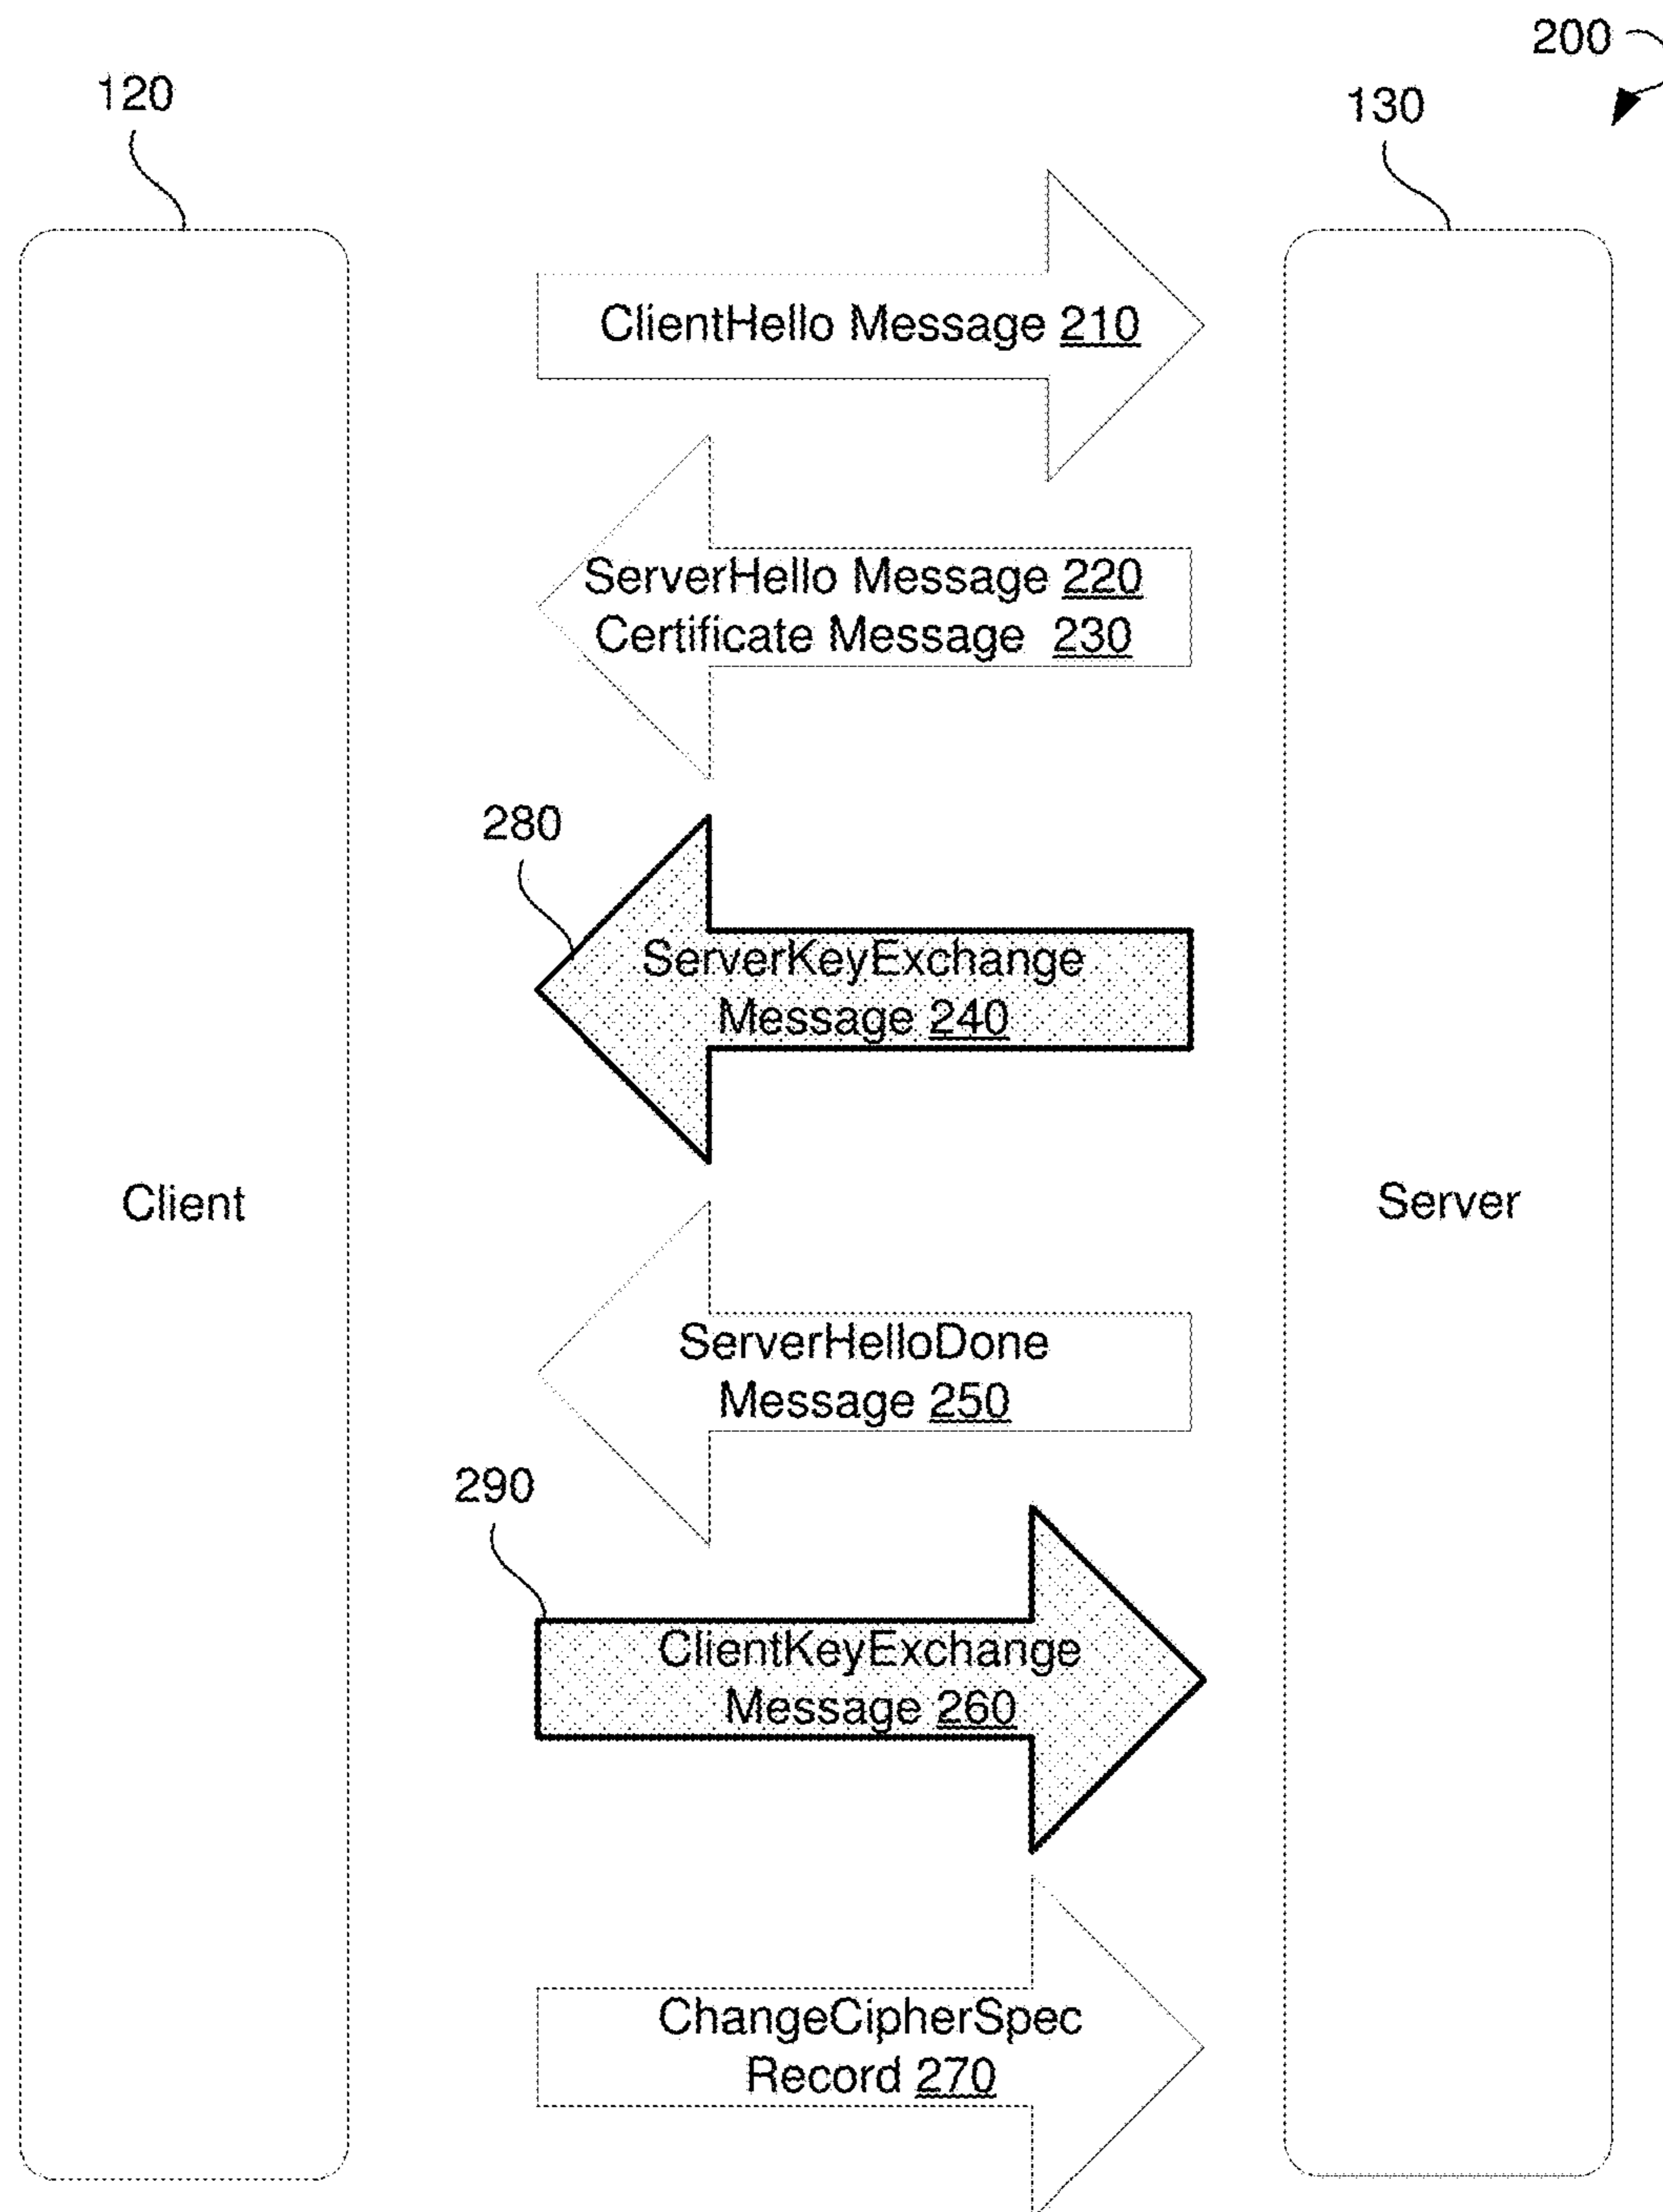 200
120
130
ClientHello Message 210
ServerHello Message 220
Certificate Message 230
280
ServerKeyExchange
Message 240
Client
Server
ServerHelloDone
Message 250
290
ClientKeyExchange
Message 260
ChangeCipherSpec
Record 270